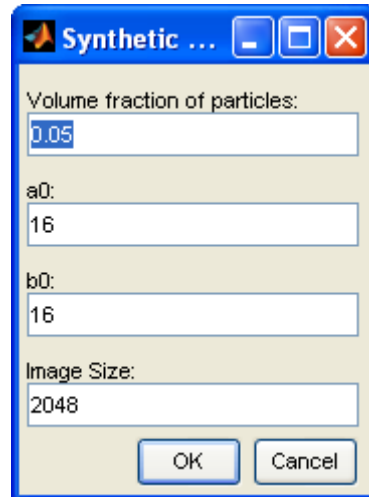 Synthetic ...
Volume fraction of particles:
0.05
a0:
16
b0:
16
Image Size:
2048
OK Cancel